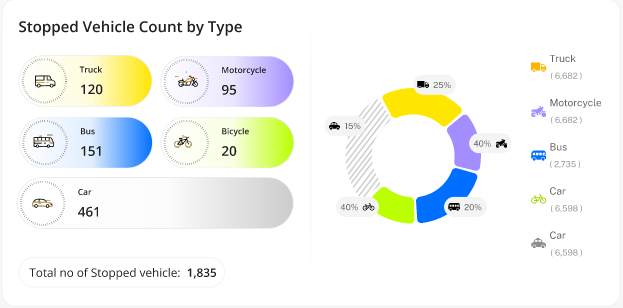 Stopped Vehicle Count by Type
Truck
120
Motorcycle
95
Bus
151
Bicycle
20
Car
461
Total no of Stopped vehicle: 1,835
25%
15%
40%
40%
20%
Truck
( 6,682 )
Motorcycle
( 6,682 )
Bus
( 2,735 )
Car
( 6,598 )
Car
( 6,598 )